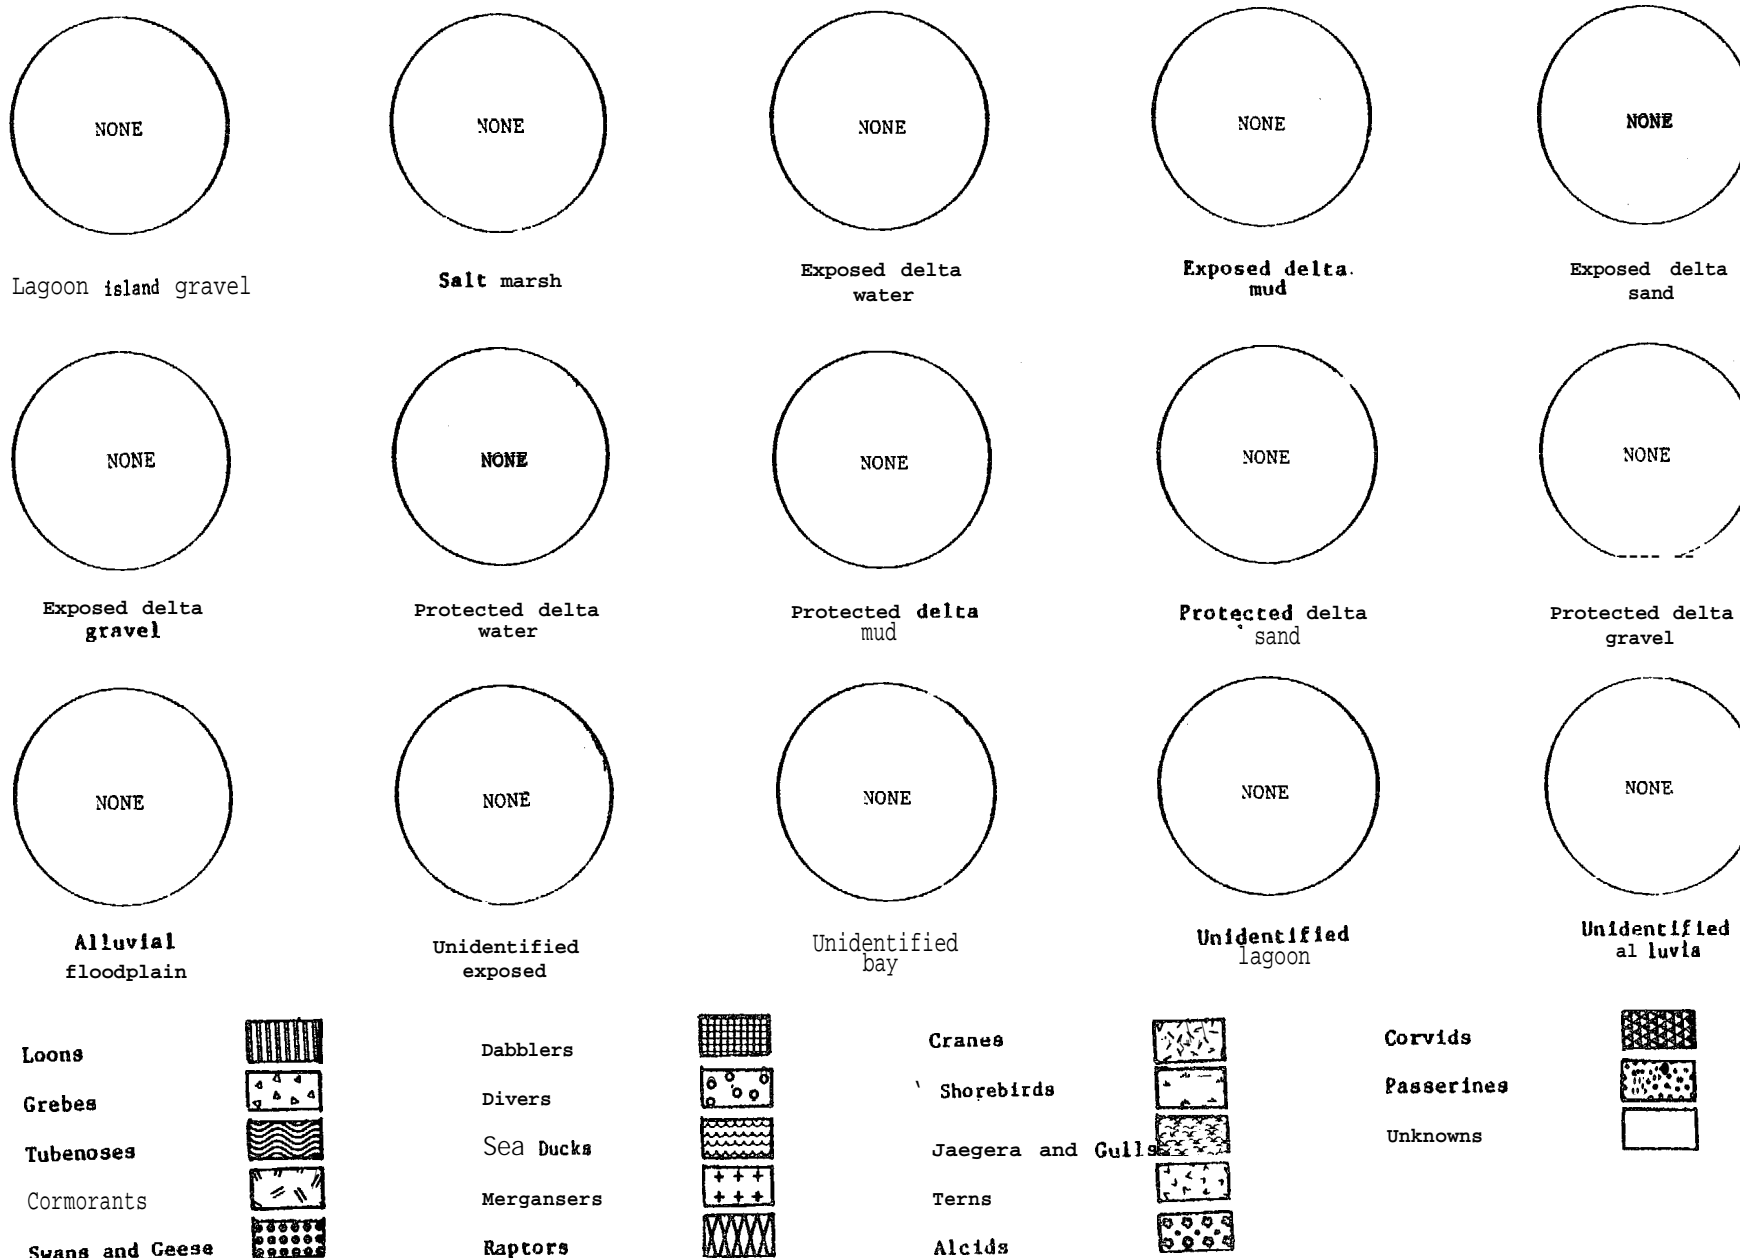 NONE NONE NONE NONE NONE
Lagoon island gravel
Salt marsh
Exposed delta
water
Exposed delta.
mud
Exposed delta
sand
NONE NONE NONE NONE NONE
Exposed delta
gravel
Protected delta
water
Protected delta
mud
Protected delta
sand
Protected delta
gravel
NONE NONE NONE NONE NONE
Alluvial
floodplain
Unidentified
exposed
Unidentified
bay
Unidentified
lagoon
Unidentified
al luvia
Loons
Grebes
Tubenoses
Cormorants
Swans and Geese
Dabblers
Divers
Sea Ducks
Mergansers
Raptors
Cranes
Shorebirds
Jaegera and Gulls
Terns
Alcids
Corvids
Passerines
Unknowns